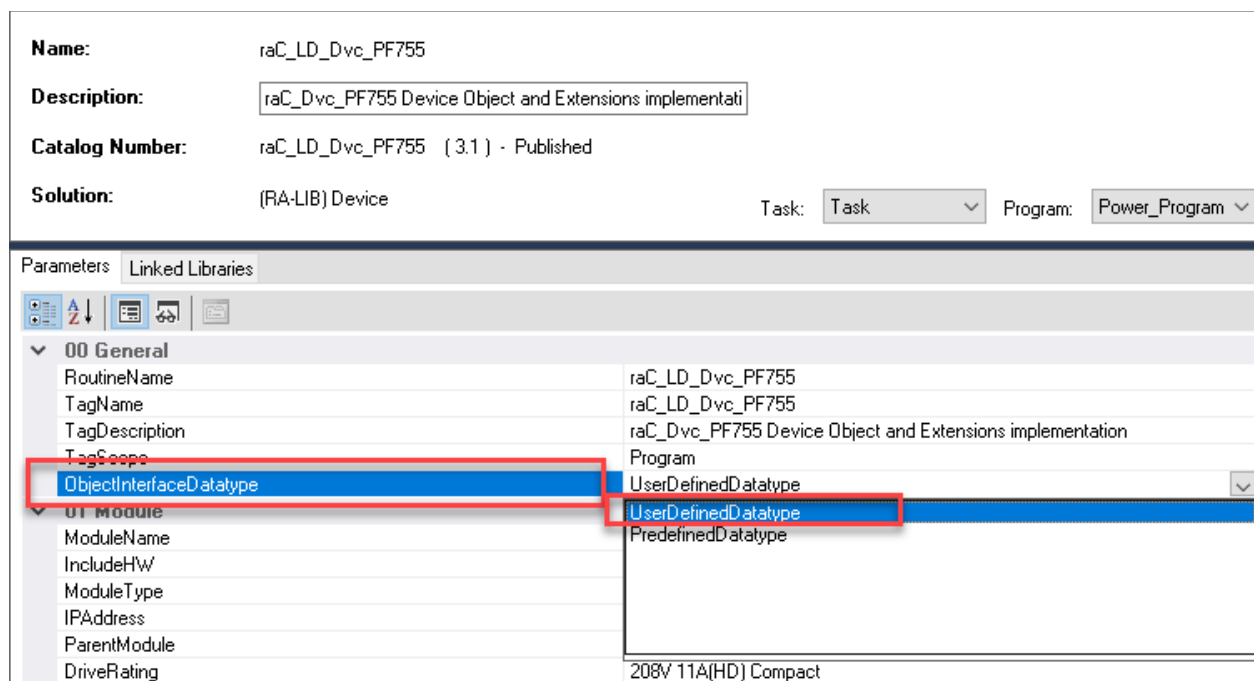 Name: raC_LD_Dvc_PF755
Description: raC_Dvc_PF755 Device Object and Extensions implementati
Catalog Number: raC_LD_Dvc_PF755 ( 3.1 ) - Published
Solution: (RA-LIB) Device
Task: Task Program: Power_Program
Parameters Linked Libraries
00 General
RoutineName raC_LD_Dvc_PF755
TagName raC_LD_Dvc_PF755
TagDescription raC_Dvc_PF755 Device Object and Extensions implementation
TagScope Program
ObjectInterfaceDatatype UserDefinedDatatype
01 Module UserDefinedDatatype
ModuleName PredefinedDatatype
IncludeHW
ModuleType
IPAddress
ParentModule
DriveRating 208V 11A(HD) Compact